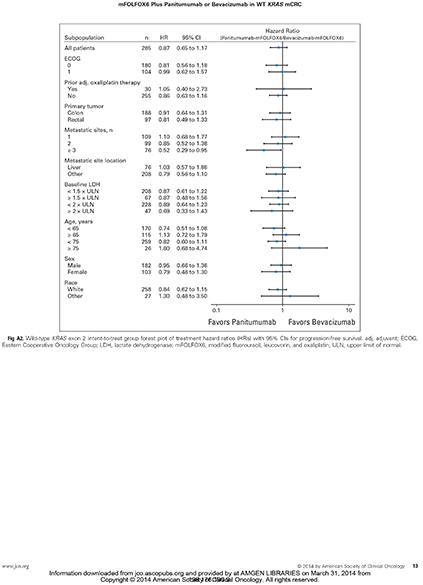 mFOLFOX6 Plus Panitumumab or Bevacizumab in WT KRAS mCRC
Hazard Ratio
Subpopulation n HR 95% CI (Panitumumab-mFOLFOX6/Bevacizumab-mFOLFOX6)
All patients 285 0.87 0.65 to 1.17
ECOG
0 180 0.81 0.56 to 1.18
1 104 0.99 0.62 to 1.57
Prior adj. oxaliplatin therapy
Yes 30 1.05 0.40 to 2.73
No 255 0.86 0.63 to 1.16
Primary tumor
Colon 188 0.91 0.64 to 1.31
Rectal 97 0.81 0.49 to 1.33
Metastatic sites, n
1 109 1.10 0.68 to 1.77
2 99 0.85 0.52 to 1.38
≥ 3 76 0.52 0.29 to 0.95
Metastatic site location
Liver 76 1.03 0.57 to 1.86
Other 208 0.79 0.56 to 1.10
Baseline LDH
< 1.5 × ULN 208 0.87 0.61 to 1.22
≥ 1.5 × ULN 67 0.87 0.48 to 1.56
< 2 × ULN 228 0.89 0.64 to 1.23
≥ 2 × ULN 47 0.69 0.33 to 1.43
Age, years
< 65 170 0.74 0.51 to 1.08
≥ 65 115 1.13 0.72 to 1.79
< 75 259 0.82 0.60 to 1.11
≥ 75 26 1.80 0.68 to 4.74
Sex
Male 182 0.95 0.66 to 1.36
Female 103 0.79 0.48 to 1.30
Race
White 258 0.84 0.62 to 1.15
Other 27 1.30 0.48 to 3.50
0.1 1 10
Favors Panitumumab Favors Bevacizumab
Fig A2. Wild-type KRAS exon 2 intent-to-treat group forest plot of treatment hazard ratios (HRs) with 95% CIs for progression-free survival. adj, adjuvant; ECOG,
Eastern Cooperative Oncology Group; LDH, lactate dehydrogenase; mFOLFOX6, modified fluorouracil, leucovorin, and oxaliplatin; ULN, upper limit of normal.
www.jco.org © 2014 by American Society of Clinical Oncology 13
Information downloaded from jco.ascopubs.org and provided by at AMGEN LIBRARIES on March 31, 2014 from
Copyright © 2014 American Society of Clinical Oncology. All rights reserved.